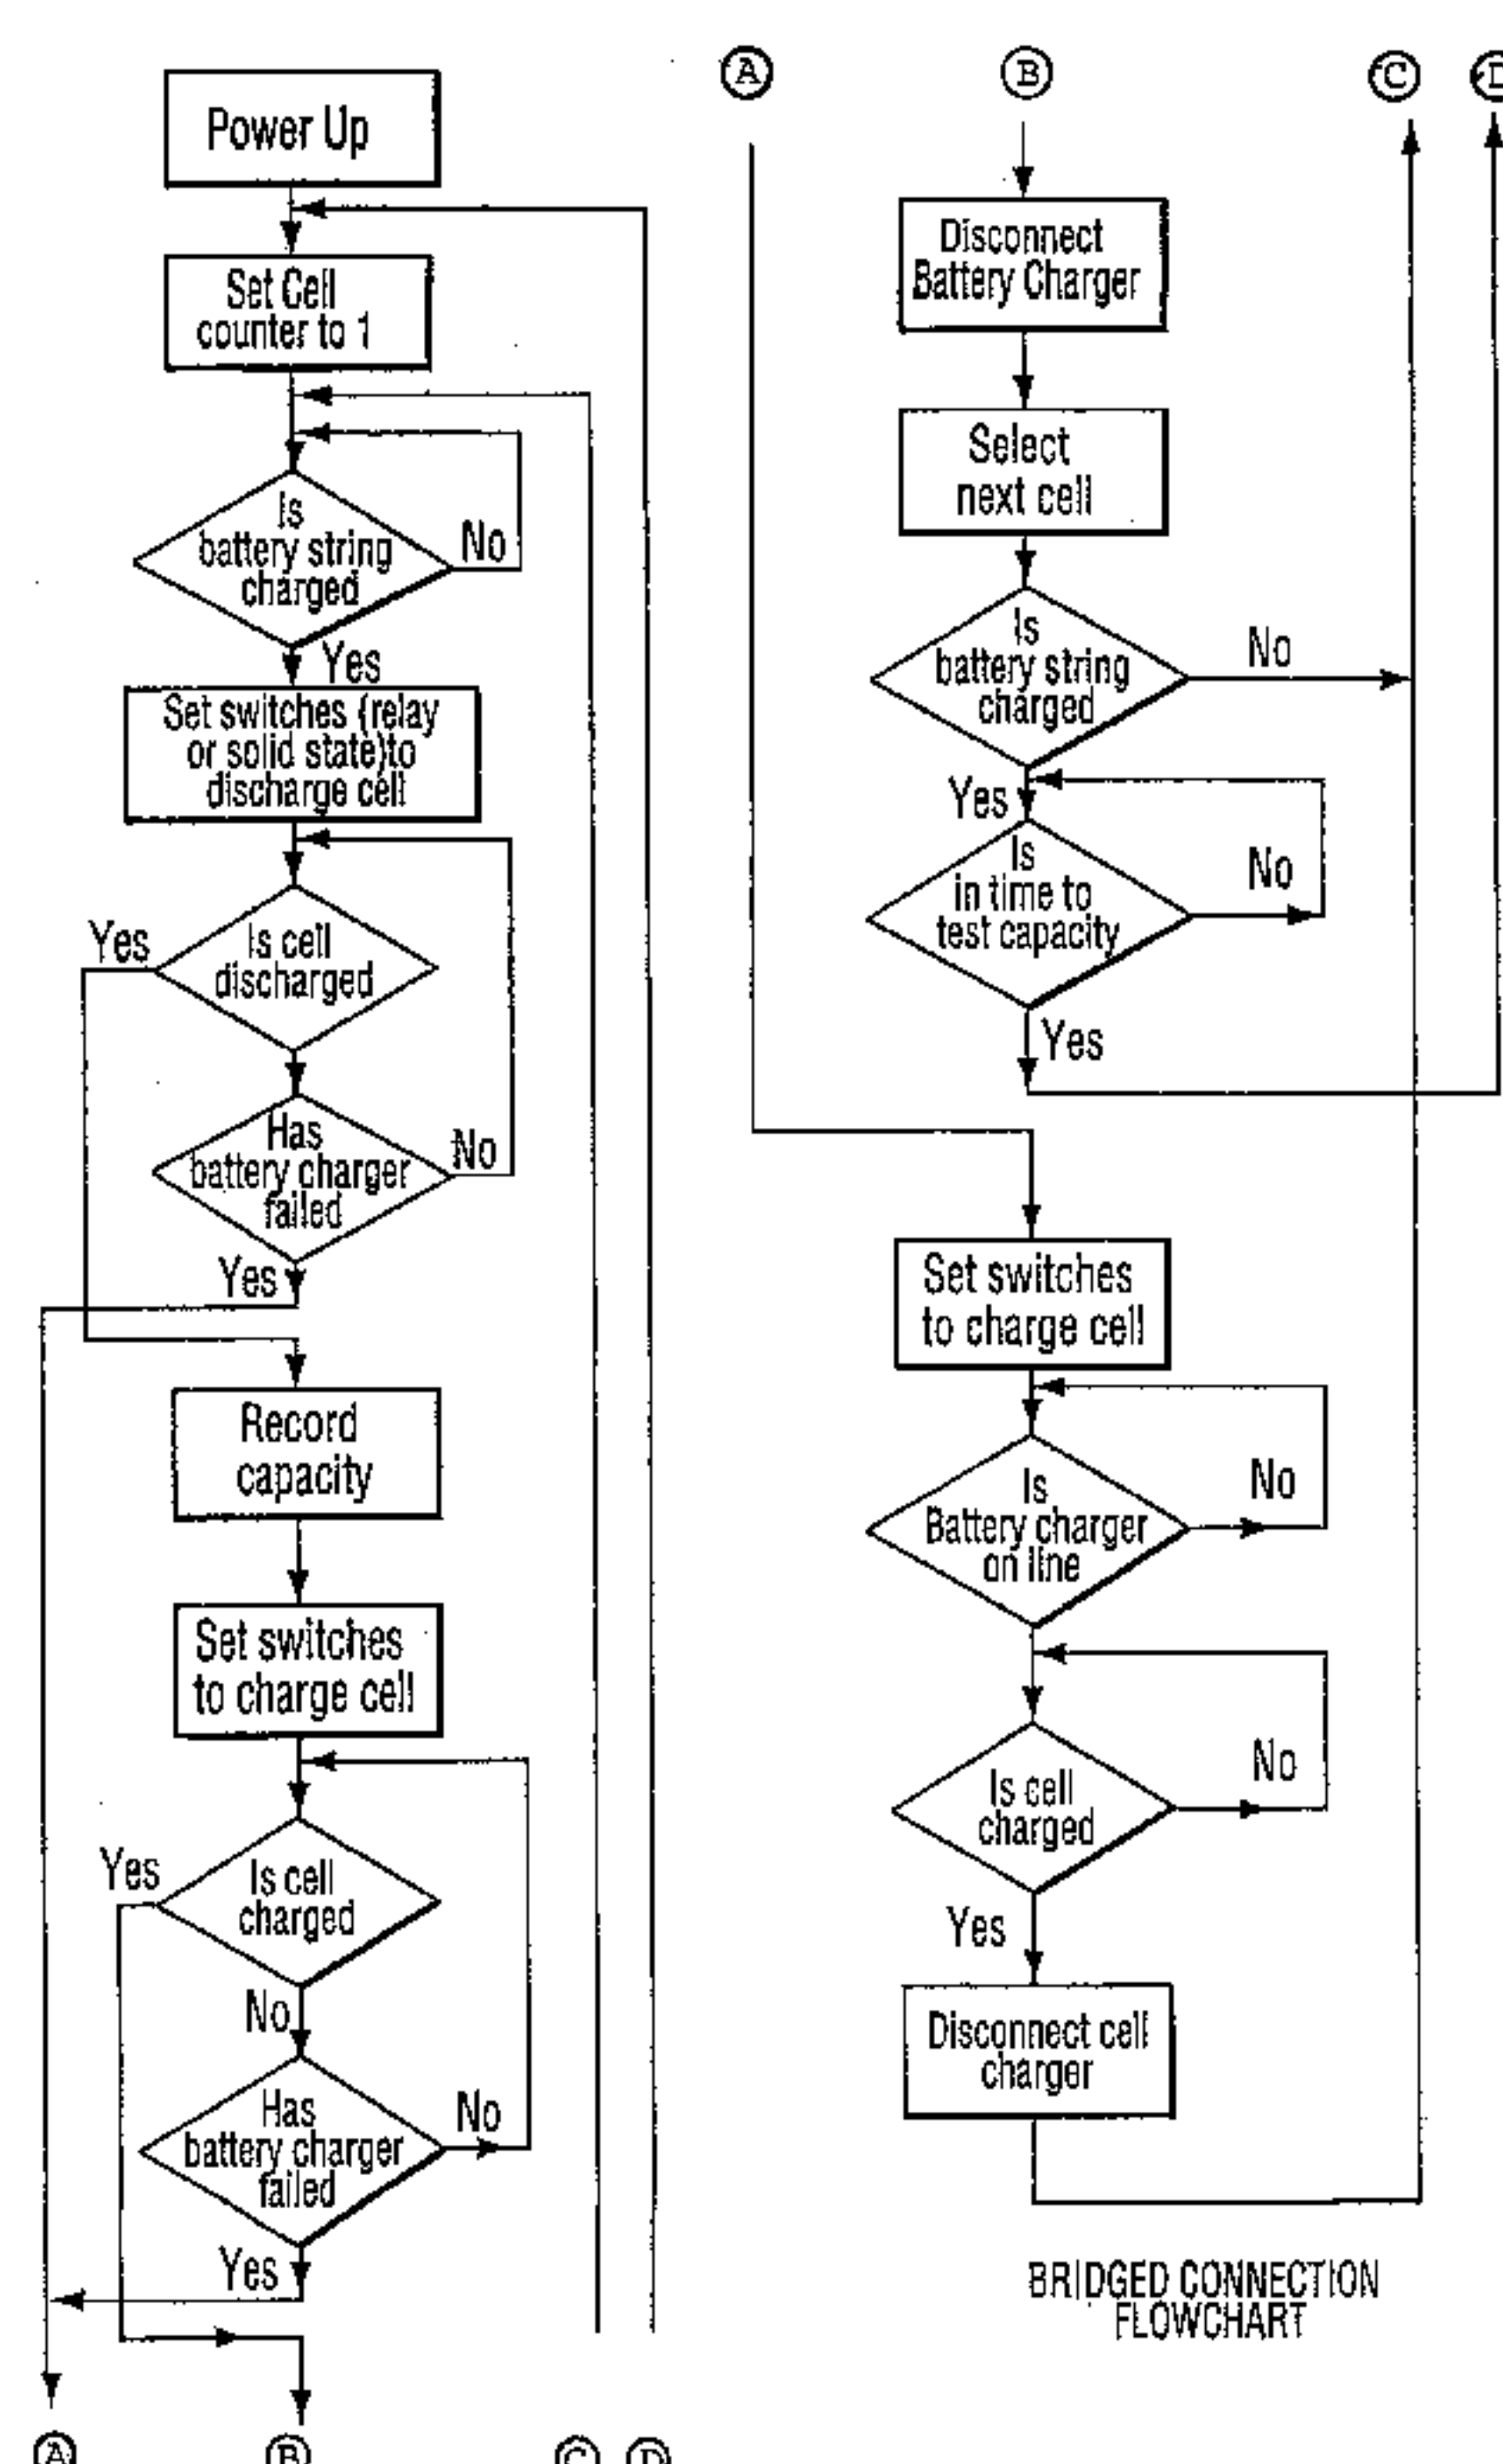 Power Up
Set Cell
counter to 1
Is
battery string
charged
No
Yes
Set switches (relay
or solid state)to
discharge cell
Yes
Is cell
discharged
Has
battery charger
failed
No
Yes
Record
capacity
Set switches
to charge cell
Yes
Is cell
charged
No
Has
battery charger
failed
No
Yes
A
B
C
D
A
B
C
D
Disconnect
Battery Charger
Select
next cell
Is
battery string
charged
No
Yes
Is
in time to
test capacity
No
Yes
Set switches
to charge cell
Is
Battery charger
on line
No
Is cell
charged
No
Yes
Disconnect cell
charger
BRIDGED CONNECTION
FLOWCHART